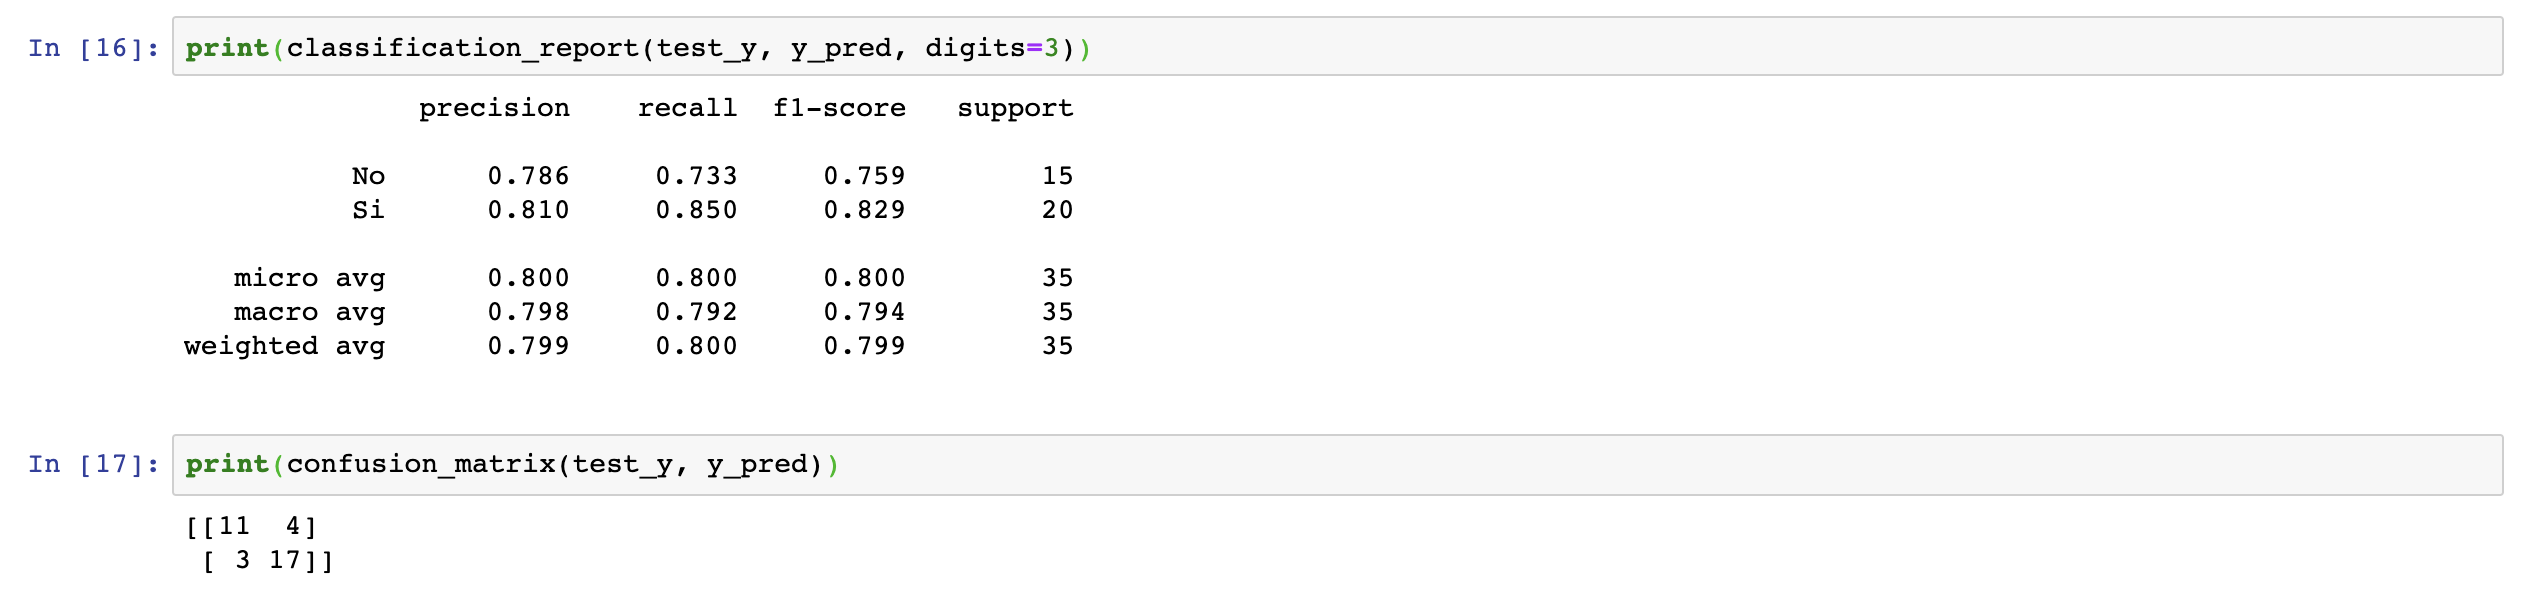 In [16]: print(classification_report(test_y, y_pred, digits=3))
precision recall f1-score support
No 0.786 0.733 0.759 15
Si 0.810 0.850 0.829 20
micro avg 0.800 0.800 0.800 35
macro avg 0.798 0.792 0.794 35
weighted avg 0.799 0.800 0.799 35
In [17]: print(confusion_matrix(test_y, y_pred))
[[11 4]
[ 3 17]]